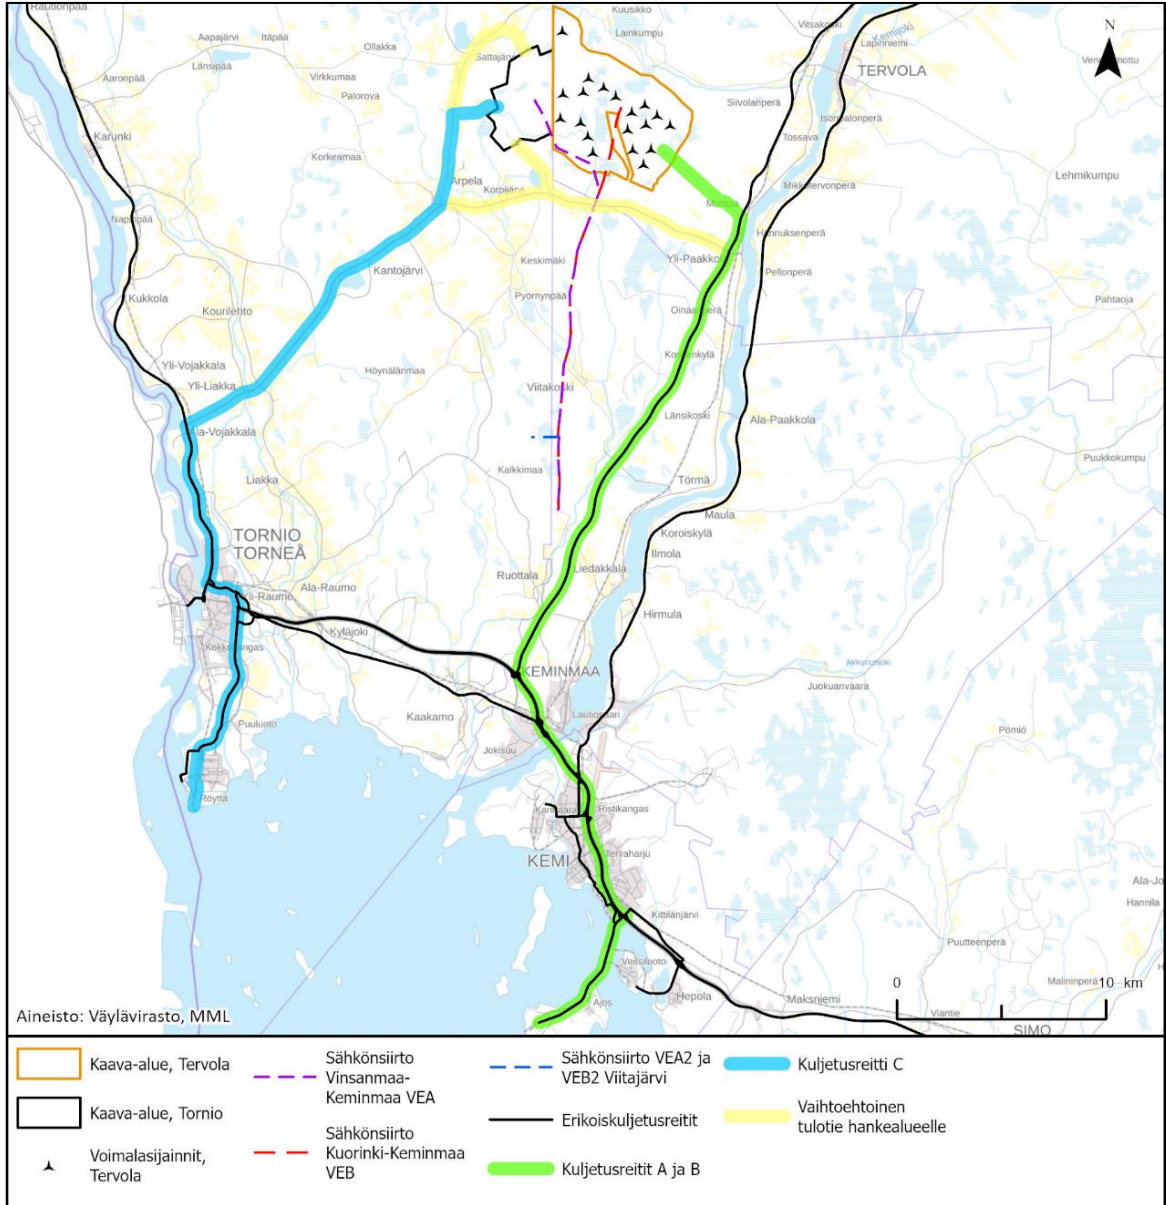 Rautionpää
Kuusikko
Lainkumpu
Vitsakoski
Kemijoki
Lapinniemi
N
Aapajärvi
Itäpää
Ollakka
Sattajärvi
Länsipää
Aaronpää
Virkkumaa
Palorova
TERVOLA
Siivolanperä
Isopalonperä
Tossava
Karunki
Korkeamaa
Arpela
Korpijärvi
Lehmikumpu
Mikkotervonperä
Hannuksenperä
Kantojärvi
Keskimäki
Yli-Paakkola
Pellonperä
Kukkola
Kourilehto
Pyörnynpää
Pahtaoja
Yli-Vojakkala
Yli-Liakka
Höynälänmaa
Viitakoski
Länsikoski
Ala-Paakkola
Ala-Vojakkala
Liakka
Kalkkimaa
Törmä
Puukkokumpu
Maula
TORNIO
TORNEÅ
Koroiskylä
Ilmola
Ruottala
Liedakkala
Ala-Raumo
Yli-Raumo
Hirmula
Kyläjoki
KEMINMAA
Juokuanvaara
Kaakamo
Lautiosaari
Puuluoto
Jokisuu
Pömiö
Röyttä
Ristikangas
Tervaharju
KEMI
Ala-Jo
Hannila
Kittilänjärvi
Puutteenperä
Veitsiluoto
Hepola
Maksniemi
Malininperä
Ajos
Viantie
SIMO
0 10 km
Aineisto: Väylävirasto, MML
Kaava-alue, Tervola
Kaava-alue, Tornio
Voimalasijainnit,
Tervola
Sähkönsiirto
Vinsanmaa-
Keminmaa VEA
Sähkönsiirto
Kuorinki-Keminmaa
VEB
Sähkönsiirto VEA2 ja
VEB2 Viitajärvi
Erikoiskuljetusreitit
Kuljetusreitit A ja B
Kuljetusreitti C
Vaihtoehtoinen
tulotie hankealueelle